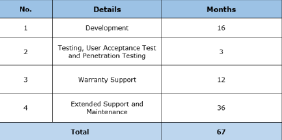 No. Details Months
1 Development 16
2 Testing, User Acceptance Test and Penetration Testing 3
3 Warranty Support 12
4 Extended Support and Maintenance 36
Total 67